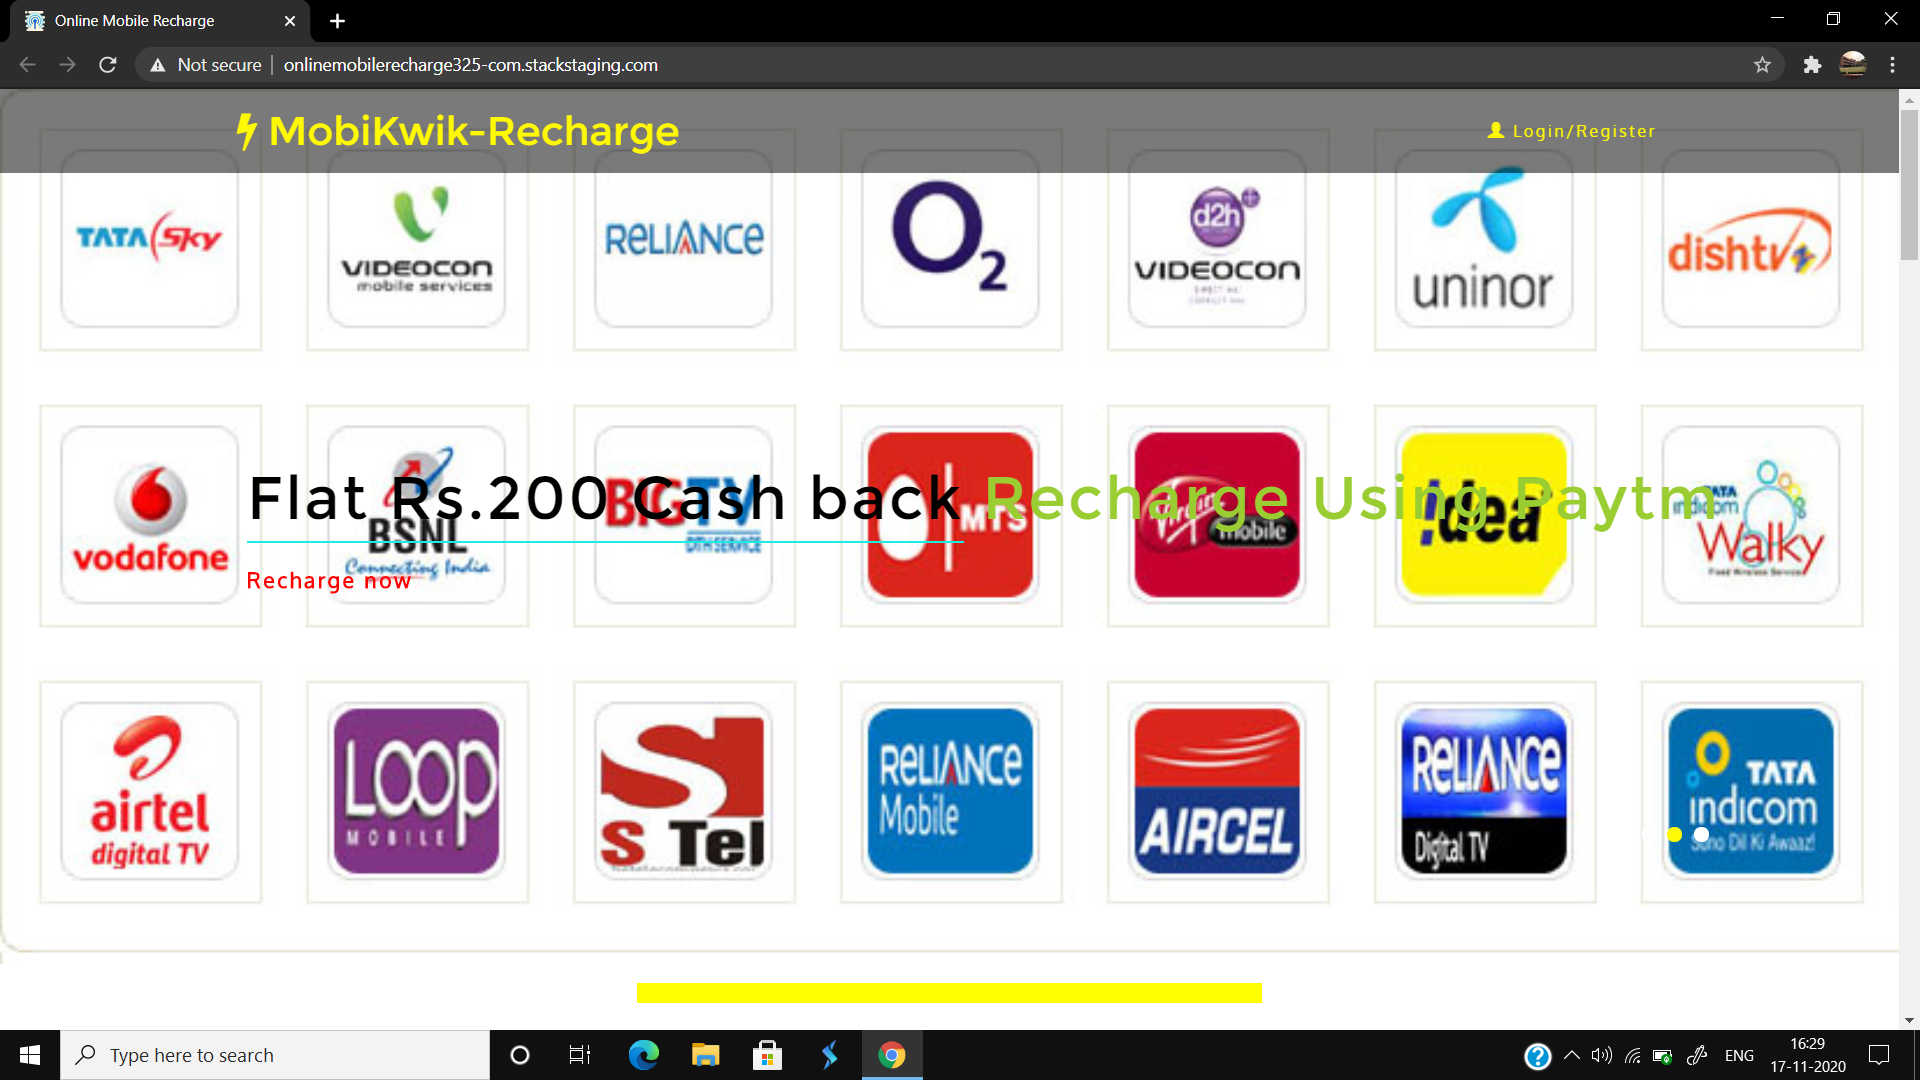 Online Mobile Recharge
Not secure
onlinemobilerecharge325-com.stackstaging.com
MobiKwik-Recharge
Login/Register
TATA Sky
VIDEOCON
mobile services
RELIANCE
O2
d2h
VIDEOCON
uninor
dishtv
Flat Rs.200 Cash back Recharge Using Paytm
Recharge now
vodafone
BSNL
Connecting India
BIG TV
DTH SERVICE
MTS
Virgin
mobile
!dea
TATA
indicom
Walky
airtel
digital TV
LOOP
MOBILE
S Tel
RELIANCE
Mobile
AIRCEL
RELIANCE
Digital TV
TATA
indicom
Suno Dil Ki Awaaz!
Type here to search
ENG
16:29
17-11-2020